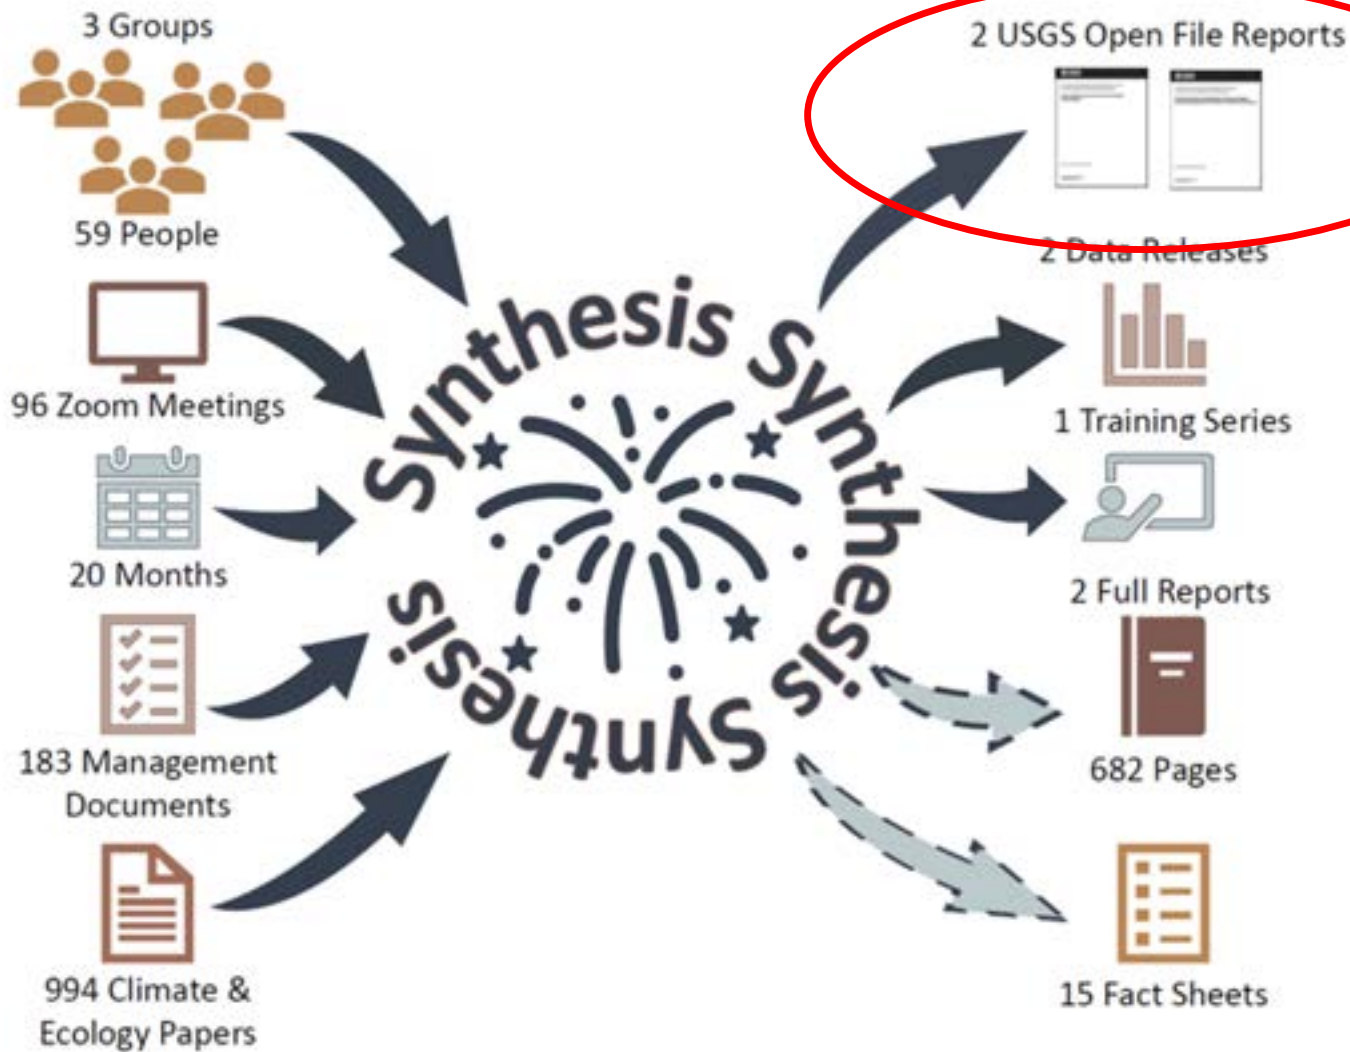 3 Groups
59 People
96 Zoom Meetings
20 Months
183 Management
Documents
994 Climate &
Ecology Papers
Synthesis Synthesis Synthesis
2 USGS Open File Reports
2 Data Releases
1 Training Series
2 Full Reports
682 Pages
15 Fact Sheets